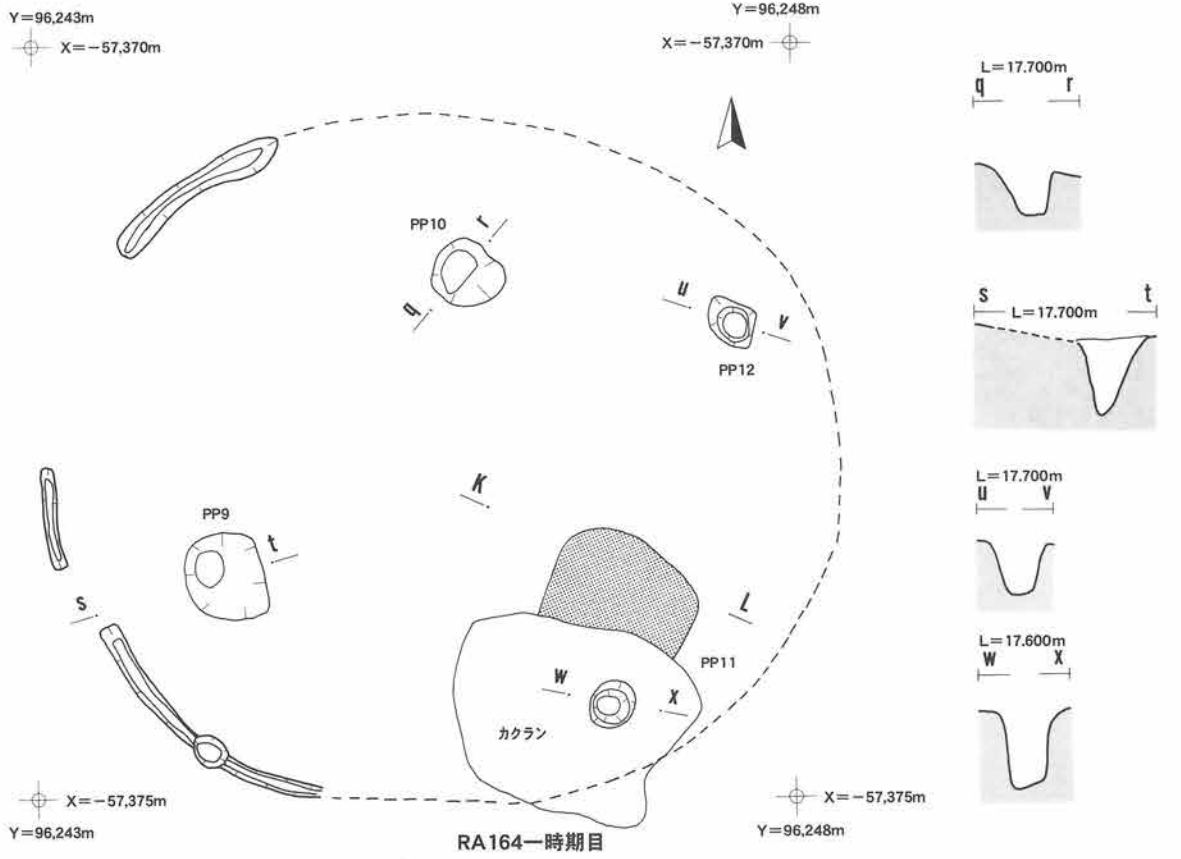 Y=96,243m
X=-57,370m
Y=96,248m
X=-57,370m
L=17.700m
q r
PP10
r
q
u
v
PP12
s t
L=17.700m
K
L=17.700m
u v
PP9
t
s
L
PP11
w
x
カクラン
L=17.600m
w x
X=-57,375m
Y=96,243m
X=-57,375m
Y=96,248m
RA164一時期目